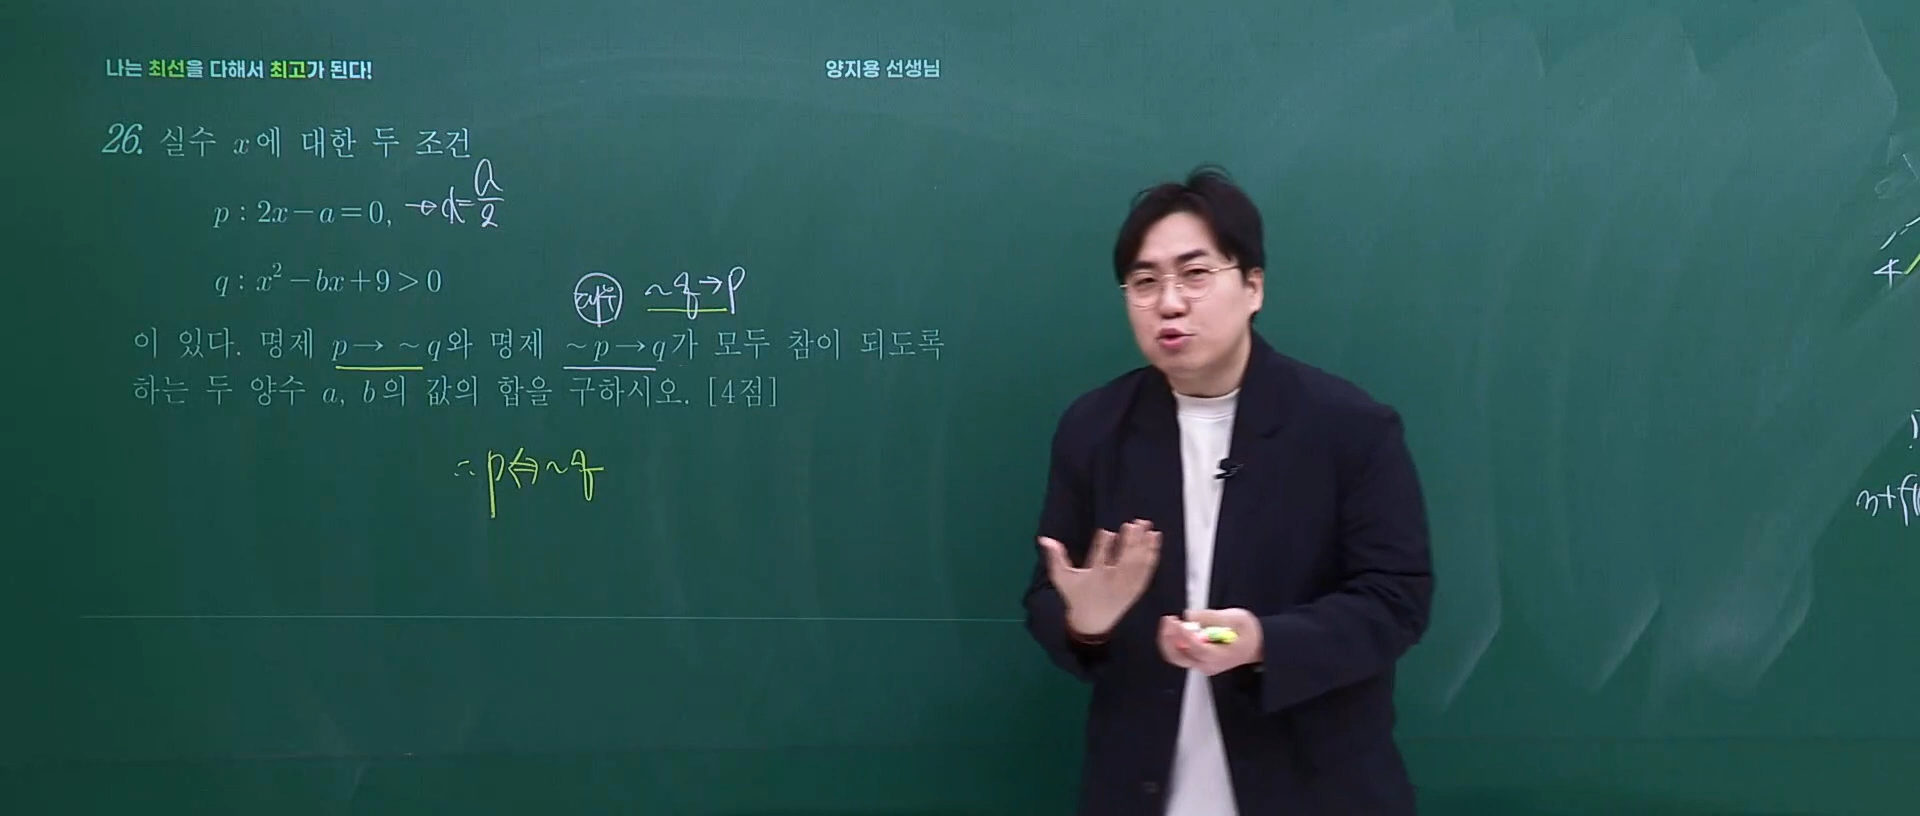 나는 최선을 다해서 최고가 된다!
양지용 선생님
26. 실수 x에 대한 두 조건
p : 2x-a=0, → x=a/2
q : x²-bx+9>0
대우 ~q→p
이 있다. 명제 p→ ~q와 명제 ~p→q가 모두 참이 되도록
하는 두 양수 a, b의 값의 합을 구하시오. [4점]
∴ p⇔~q
4